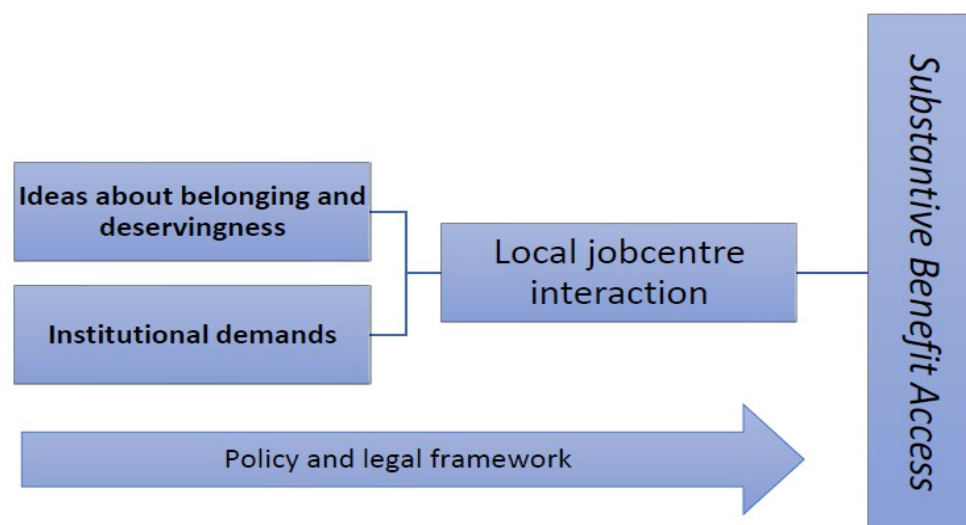 Ideas about belonging and
deservingness
Institutional demands
Local jobcentre
interaction
Policy and legal framework
Substantive Benefit Access